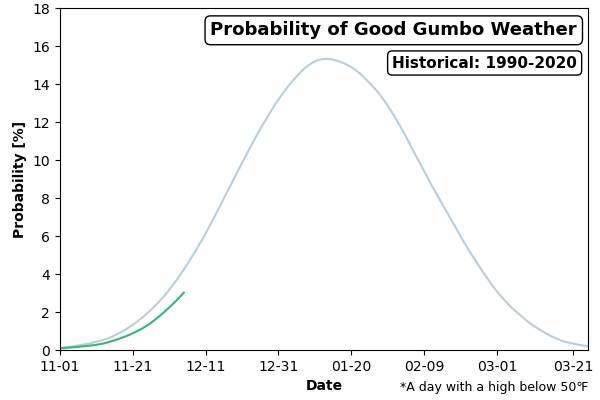 Probability of Good Gumbo Weather
Historical: 1990-2020
Probability [%]
18
16
14
12
10
8
6
4
2
0
11-01 11-21 12-11 12-31 01-20 02-09 03-01 03-21
Date
*A day with a high below 50°F